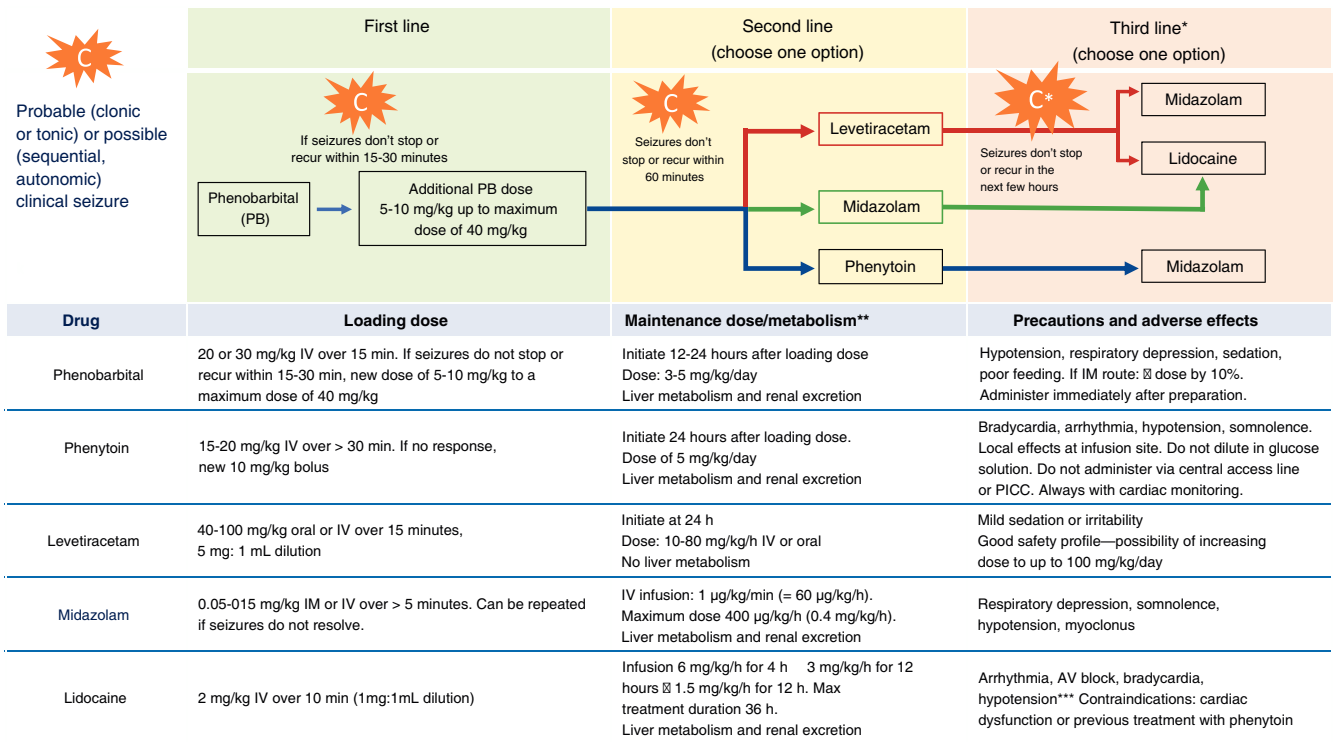 First line
Second line
(choose one option)
Third line*
(choose one option)
C
Probable (clonic
or tonic) or possible
(sequential,
autonomic)
clinical seizure
C
If seizures don’t stop or
recur within 15-30 minutes
Phenobarbital
(PB)
Additional PB dose
5-10 mg/kg up to maximum
dose of 40 mg/kg
C
Seizures don’t
stop or recur within
60 minutes
Levetiracetam
Midazolam
Phenytoin
C*
Seizures don’t stop
or recur in the
next few hours
Midazolam
Lidocaine
Midazolam
Drug
Loading dose
Maintenance dose/metabolism**
Precautions and adverse effects
Phenobarbital
20 or 30 mg/kg IV over 15 min. If seizures do not stop or
recur within 15-30 min, new dose of 5-10 mg/kg to a
maximum dose of 40 mg/kg
Initiate 12-24 hours after loading dose
Dose: 3-5 mg/kg/day
Liver metabolism and renal excretion
Hypotension, respiratory depression, sedation,
poor feeding. If IM route: dose by 10%.
Administer immediately after preparation.
Phenytoin
15-20 mg/kg IV over > 30 min. If no response,
new 10 mg/kg bolus
Initiate 24 hours after loading dose.
Dose of 5 mg/kg/day
Liver metabolism and renal excretion
Bradycardia, arrhythmia, hypotension, somnolence.
Local effects at infusion site. Do not dilute in glucose
solution. Do not administer via central access line
or PICC. Always with cardiac monitoring.
Levetiracetam
40-100 mg/kg oral or IV over 15 minutes,
5 mg: 1 mL dilution
Initiate at 24 h
Dose: 10-80 mg/kg/h IV or oral
No liver metabolism
Mild sedation or irritability
Good safety profile—possibility of increasing
dose to up to 100 mg/kg/day
Midazolam
0.05-015 mg/kg IM or IV over > 5 minutes. Can be repeated
if seizures do not resolve.
IV infusion: 1 µg/kg/min (= 60 µg/kg/h).
Maximum dose 400 µg/kg/h (0.4 mg/kg/h).
Liver metabolism and renal excretion
Respiratory depression, somnolence,
hypotension, myoclonus
Lidocaine
2 mg/kg IV over 10 min (1mg:1mL dilution)
Infusion 6 mg/kg/h for 4 h 3 mg/kg/h for 12
hours 1.5 mg/kg/h for 12 h. Max
treatment duration 36 h.
Liver metabolism and renal excretion
Arrhythmia, AV block, bradycardia,
hypotension*** Contraindications: cardiac
dysfunction or previous treatment with phenytoin